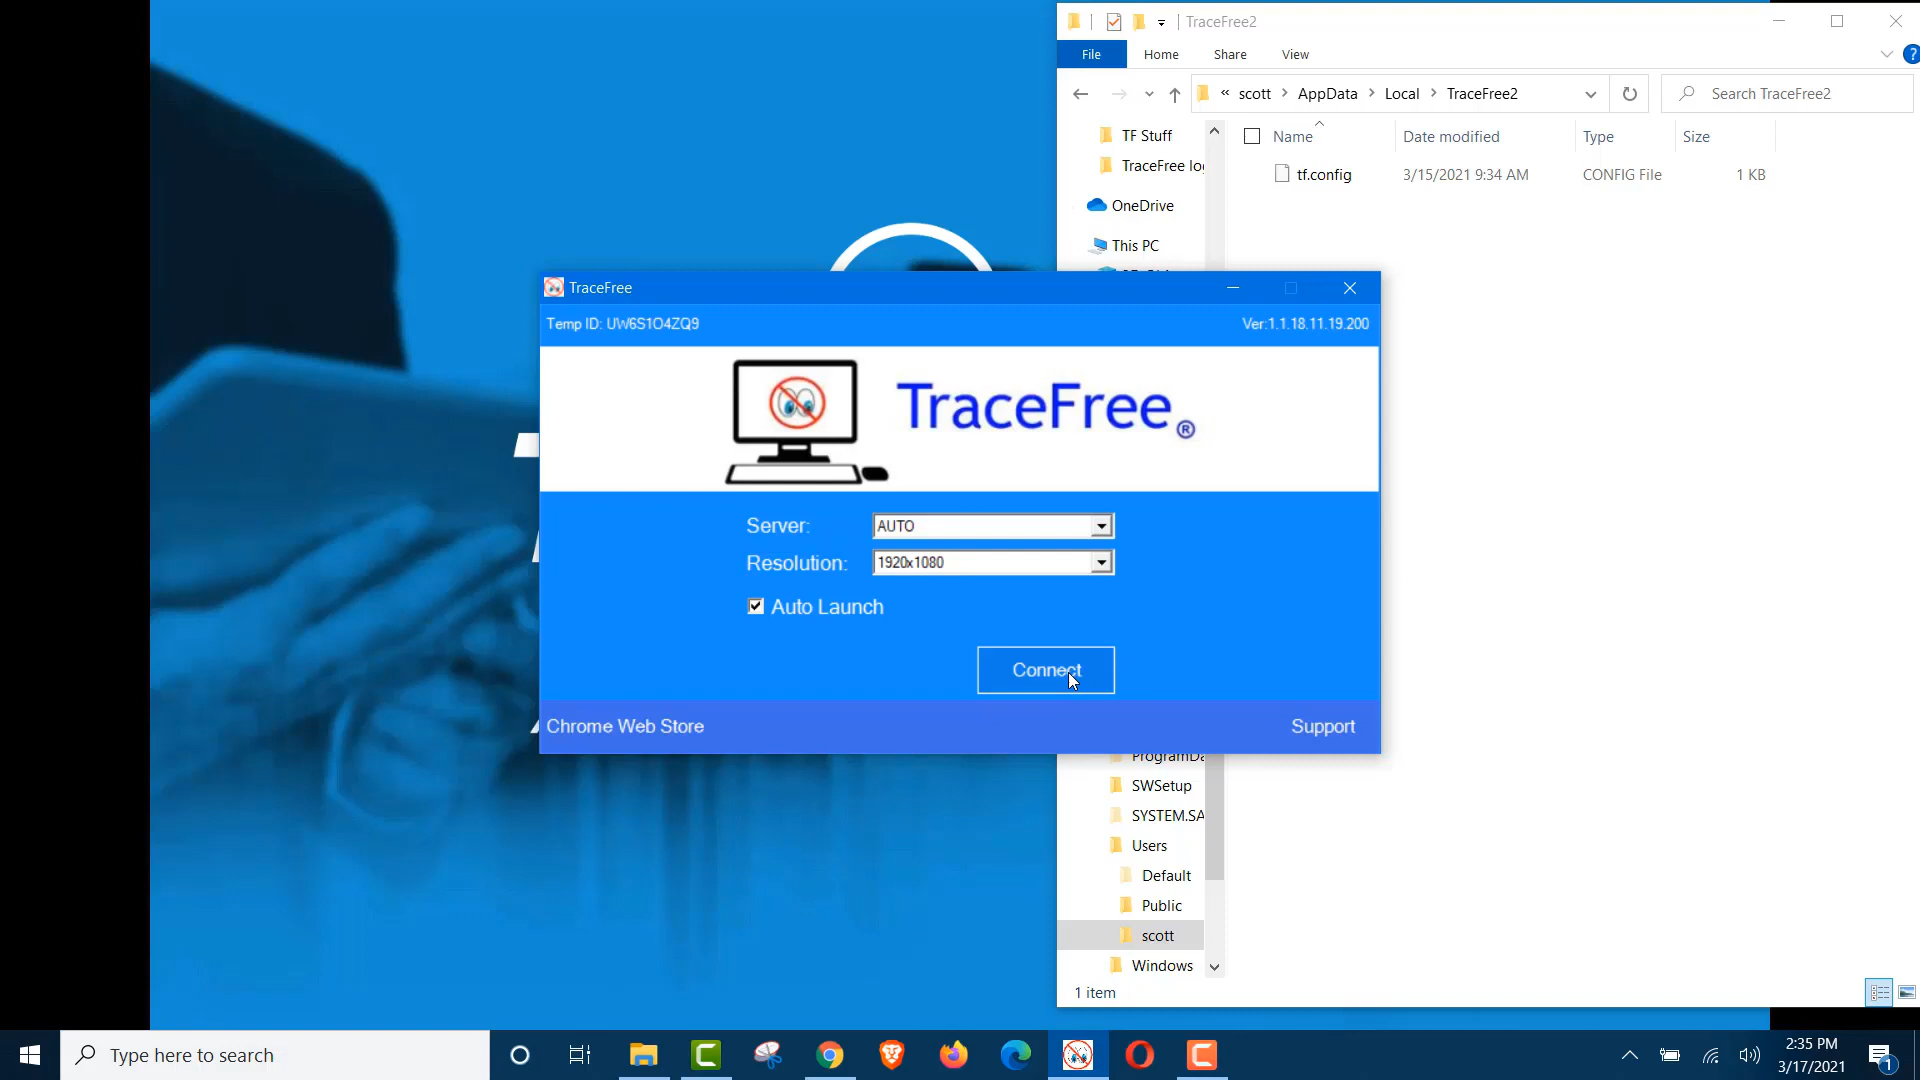 TraceFree2
File Home Share View
« scott > AppData > Local > TraceFree2
Search TraceFree2
TF Stuff
TraceFree
OneDrive
This PC
Name Date modified Type Size
tf.config 3/15/2021 9:34 AM CONFIG File 1 KB
TraceFree
Temp ID: UW6S1O4ZQ9
Ver:1.1.18.11.19.200
TraceFree®
Server: AUTO
Resolution: 1920x1080
Auto Launch
Connect
Chrome Web Store
Support
SWSetup
Users
Default
Public
scott
Windows
1 item
Type here to search
2:35 PM
3/17/2021
1